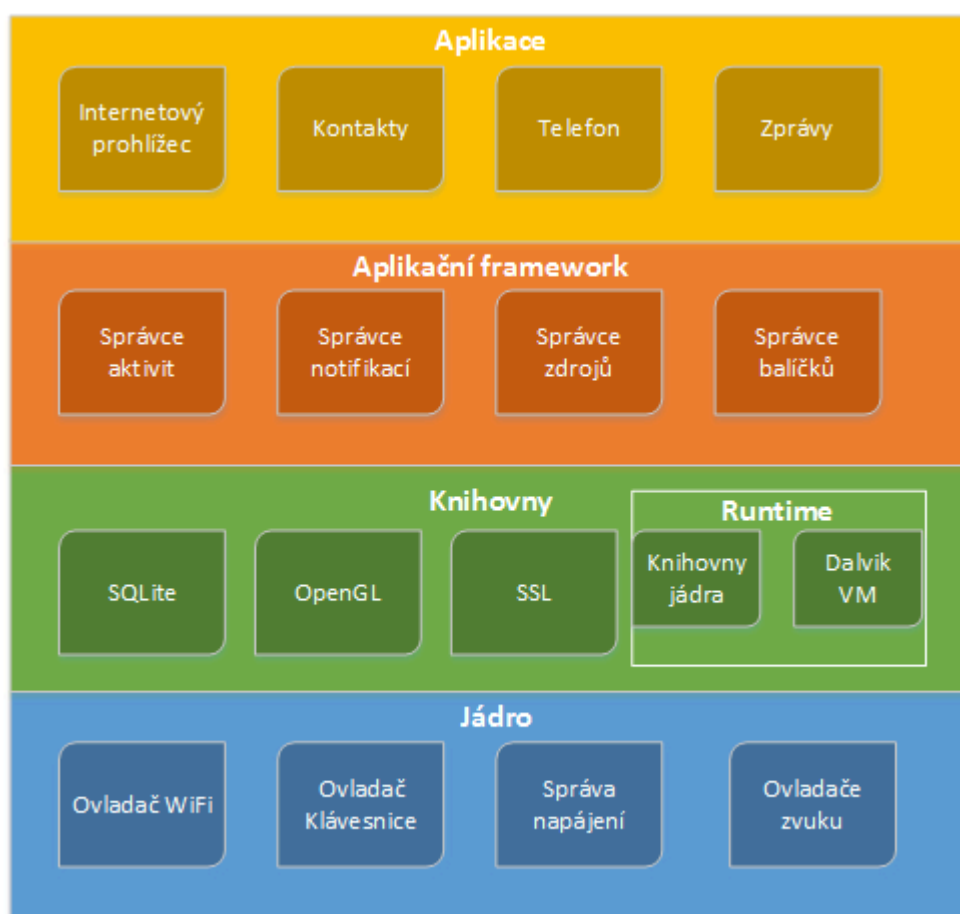 Aplikace
Internetový
prohlížec
Kontakty
Telefon
Zprávy
Aplikační framework
Správce
aktivit
Správce
notifikací
Správce
zdrojů
Správce
balíčků
Knihovny
SQLite
OpenGL
SSL
Runtime
Knihovny
jádra
Dalvik
VM
Jádro
Ovladač WiFi
Ovladač
Klávesnice
Správa
napájení
Ovladače
zvuku